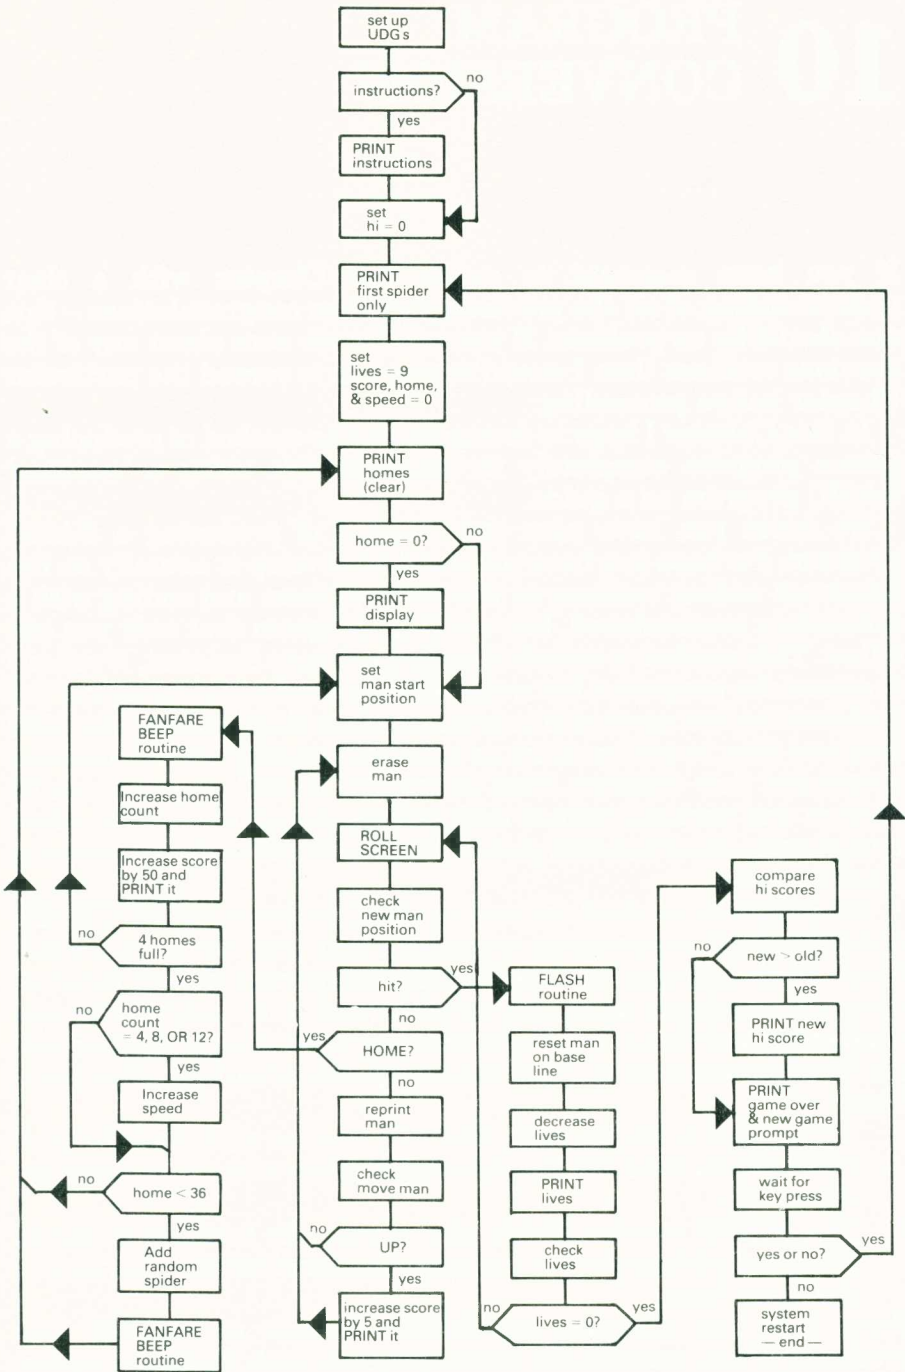 set up
UDGs
instructions?
no
yes
PRINT
instructions
set
hi = 0
PRINT
first spider
only
set
lives = 9
score, home,
& speed = 0
PRINT
homes
(clear)
home = 0?
no
yes
PRINT
display
set
man start
position
erase
man
ROLL
SCREEN
check
new man
position
hit?
yes
no
HOME?
yes
no
reprint
man
check
move man
UP?
no
yes
increase score
by 5 and
PRINT it
FANFARE
BEEP
routine
Increase home
count
Increase score
by 50 and
PRINT it
4 homes
full?
no
yes
home
count
= 4, 8, OR 12?
no
yes
Increase
speed
home < 36
no
yes
Add
random
spider
FANFARE
BEEP
routine
FLASH
routine
reset man
on base
line
decrease
lives
PRINT
lives
check
lives
lives = 0?
no
yes
compare
hi scores
new > old?
no
yes
PRINT new
hi score
PRINT
game over
& new game
prompt
wait for
key press
yes or no?
yes
no
system
restart
— end —